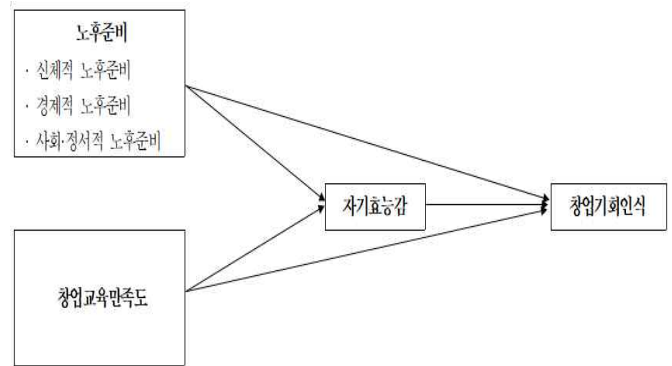 노후준비
· 신체적 노후준비
· 경제적 노후준비
· 사회·정서적 노후준비
자기효능감
창업기회인식
창업교육만족도